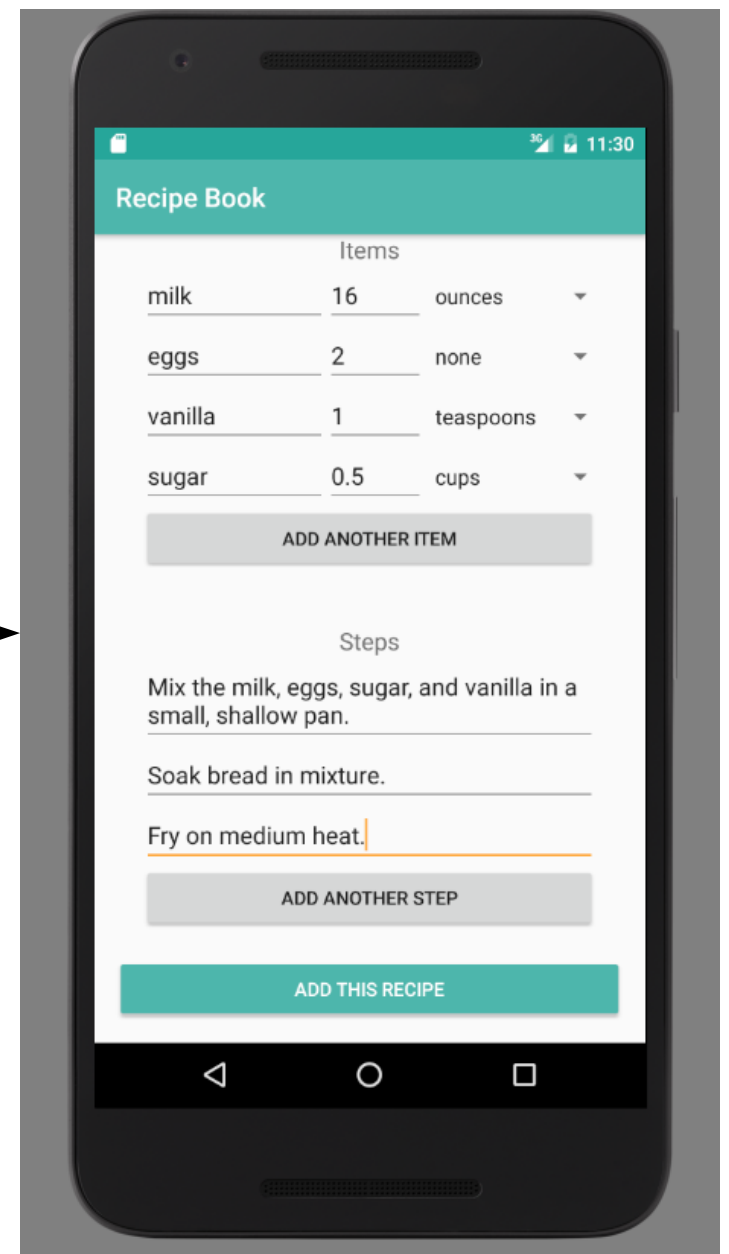 3G 11:30
Recipe Book
Items
milk 16 ounces
eggs 2 none
vanilla 1 teaspoons
sugar 0.5 cups
ADD ANOTHER ITEM
Steps
Mix the milk, eggs, sugar, and vanilla in a
small, shallow pan.
Soak bread in mixture.
Fry on medium heat.
ADD ANOTHER STEP
ADD THIS RECIPE